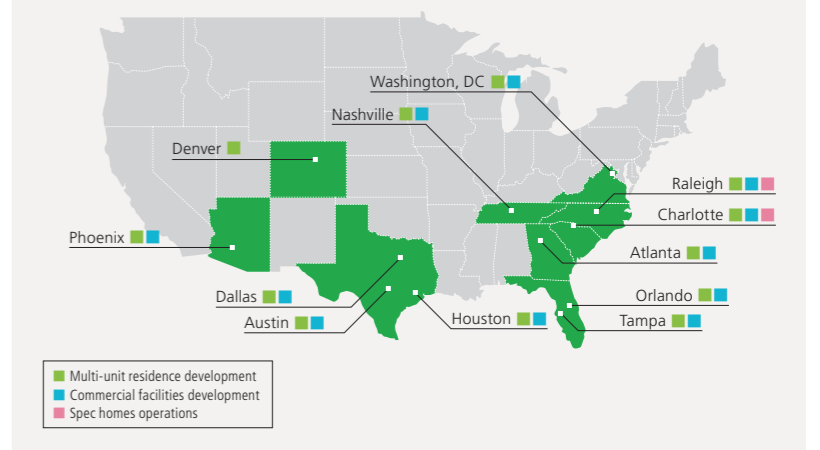 Washington, DC
Nashville
Denver
Raleigh
Charlotte
Phoenix
Atlanta
Dallas
Orlando
Austin
Houston
Tampa
Multi-unit residence development
Commercial facilities development
Spec homes operations